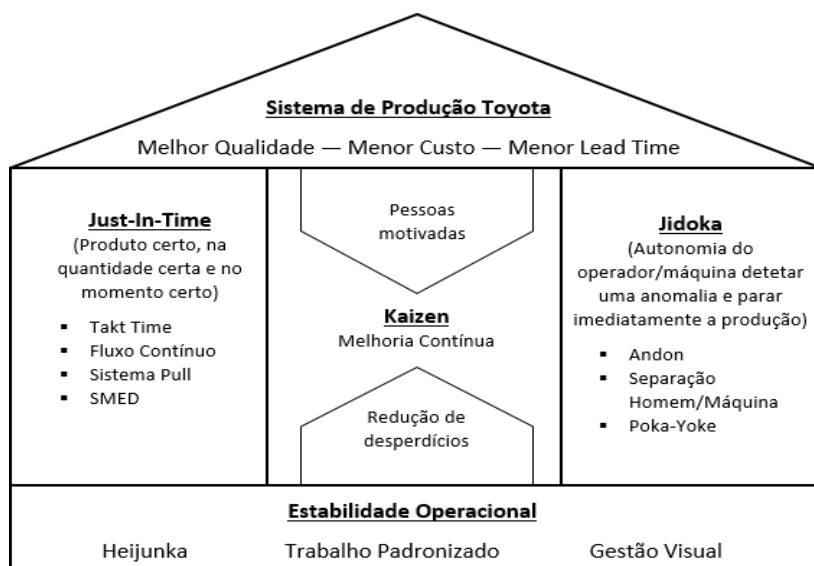 Sistema de Produção Toyota
Melhor Qualidade — Menor Custo — Menor Lead Time
Just-In-Time
(Produto certo, na
quantidade certa e no
momento certo)
▪ Takt Time
▪ Fluxo Contínuo
▪ Sistema Pull
▪ SMED
Pessoas
motivadas
Kaizen
Melhoria Contínua
Redução de
desperdícios
Jidoka
(Autonomia do
operador/máquina detetar
uma anomalia e parar
imediatamente a produção)
▪ Andon
▪ Separação
Homem/Máquina
▪ Poka-Yoke
Estabilidade Operacional
Heijunka Trabalho Padronizado Gestão Visual